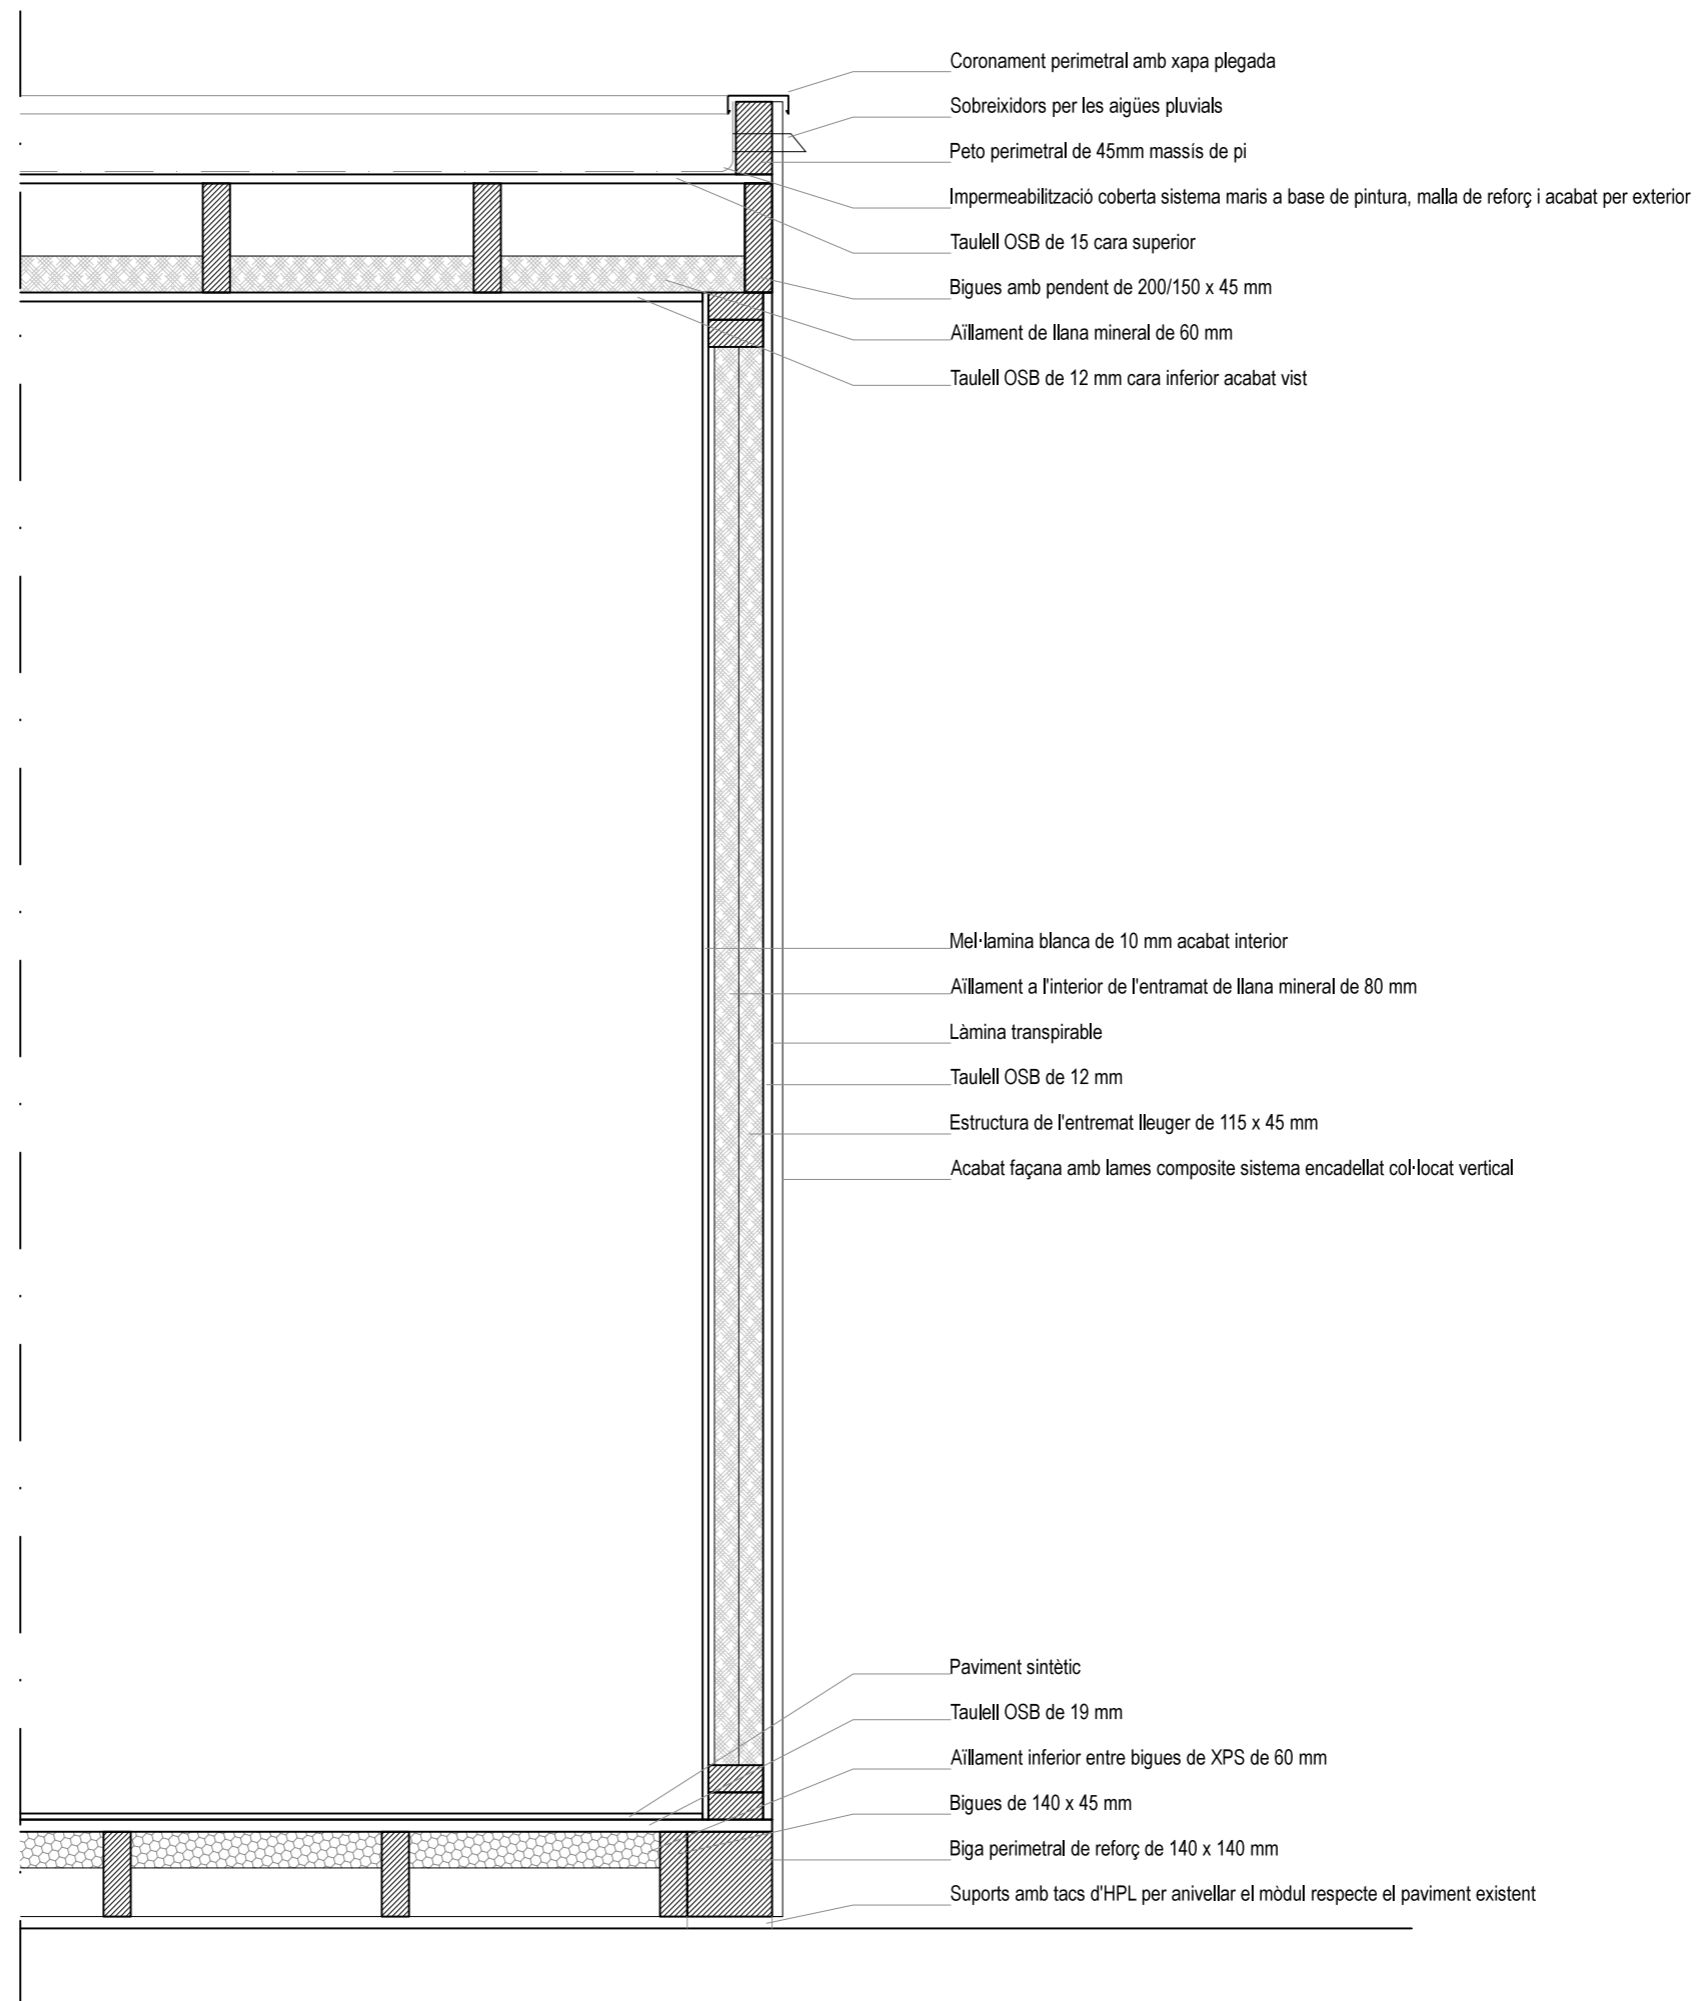 Coronament perimetral amb xapa plegada
Sobreixidors per les aigües pluvials
Peto perimetral de 45mm massís de pi
Impermeabilització coberta sistema maris a base de pintura, malla de reforç i acabat per exterior
Taulell OSB de 15 cara superior
Bigues amb pendent de 200/150 x 45 mm
Aïllament de llana mineral de 60 mm
Taulell OSB de 12 mm cara inferior acabat vist
Mel·lamina blanca de 10 mm acabat interior
Aïllament a l'interior de l'entramat de llana mineral de 80 mm
Làmina transpirable
Taulell OSB de 12 mm
Estructura de l'entremat lleuger de 115 x 45 mm
Acabat façana amb lames composite sistema encadellat col·locat vertical
Paviment sintètic
Taulell OSB de 19 mm
Aïllament inferior entre bigues de XPS de 60 mm
Bigues de 140 x 45 mm
Biga perimetral de reforç de 140 x 140 mm
Suports amb tacs d'HPL per anivellar el mòdul respecte el paviment existent